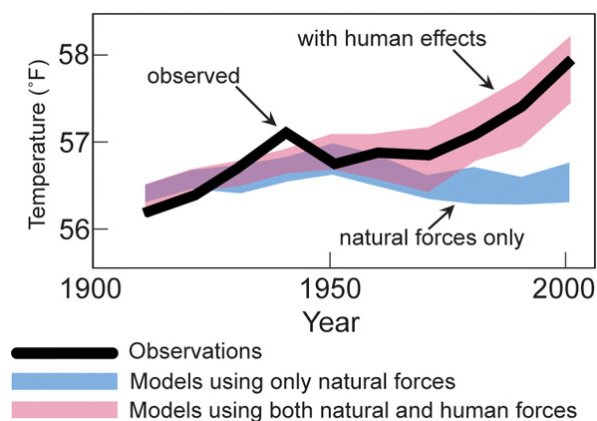 with human effects
58
observed
Temperature (˚F)
57
56
natural forces only
1900
1950
2000
Year
Observations
Models using only natural forces
Models using both natural and human forces